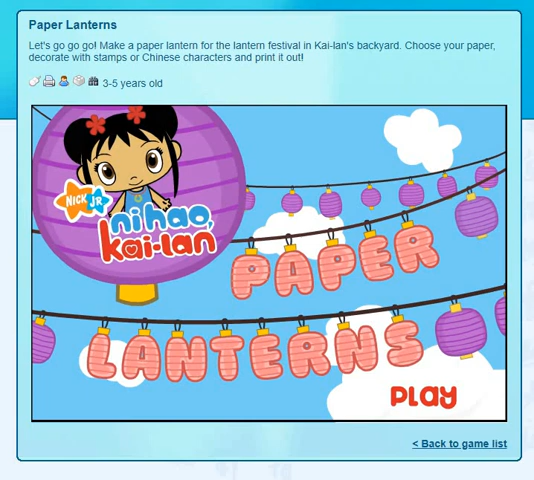 Paper Lanterns
Let's go go go! Make a paper lantern for the lantern festival in Kai-lan's backyard. Choose your paper,
decorate with stamps or Chinese characters and print it out!
3-5 years old
NICK JR
ni hao,
kai-lan
PAPER
LANTERNS
PLAY
< Back to game list